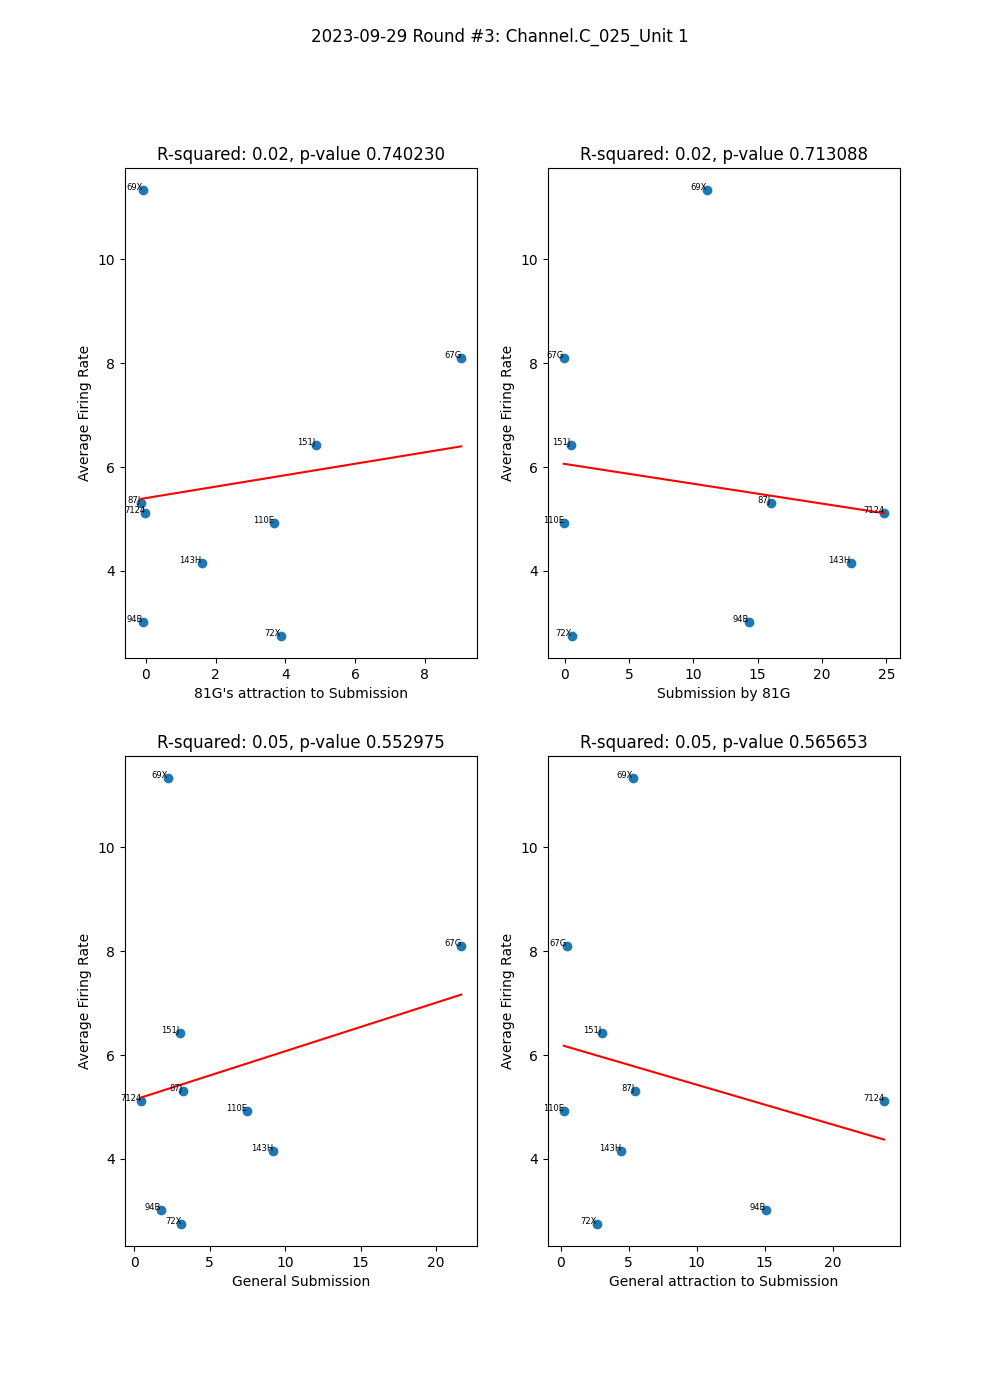 2023-09-29 Round #3: Channel.C_025_Unit 1
R-squared: 0.02, p-value 0.740230
69X
67G
151J
87J
7124
110E
143H
94B
72X
10
8
6
4
0 2 4 6 8
Average Firing Rate
81G's attraction to Submission
R-squared: 0.02, p-value 0.713088
69X
67G
151J
87J
7124
110E
143H
94B
72X
10
8
6
4
0 5 10 15 20 25
Average Firing Rate
Submission by 81G
R-squared: 0.05, p-value 0.552975
69X
67G
151J
87J
7124
110E
143H
94B
72X
10
8
6
4
0 5 10 15 20
Average Firing Rate
General Submission
R-squared: 0.05, p-value 0.565653
69X
67G
151J
87J
7124
110E
143H
94B
72X
10
8
6
4
0 5 10 15 20
Average Firing Rate
General attraction to Submission